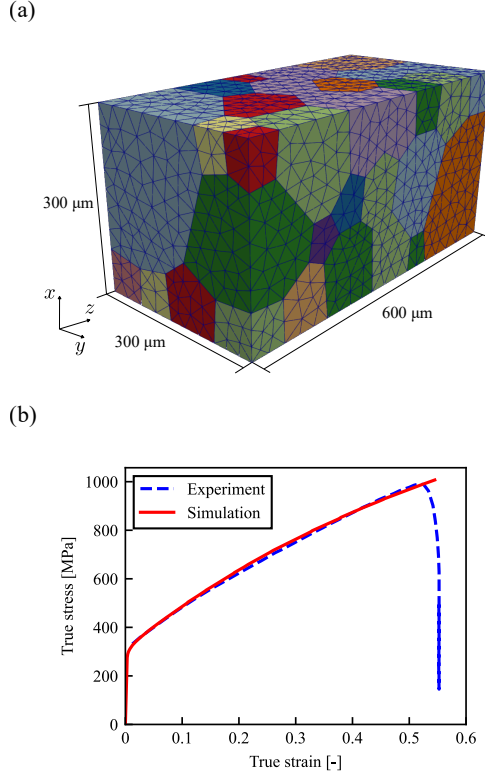 (a)
300 μm
x
z
y
300 μm
600 μm
(b)
Experiment
Simulation
True stress [MPa]
1000
800
600
400
200
0
0 0.1 0.2 0.3 0.4 0.5 0.6
True strain [-]